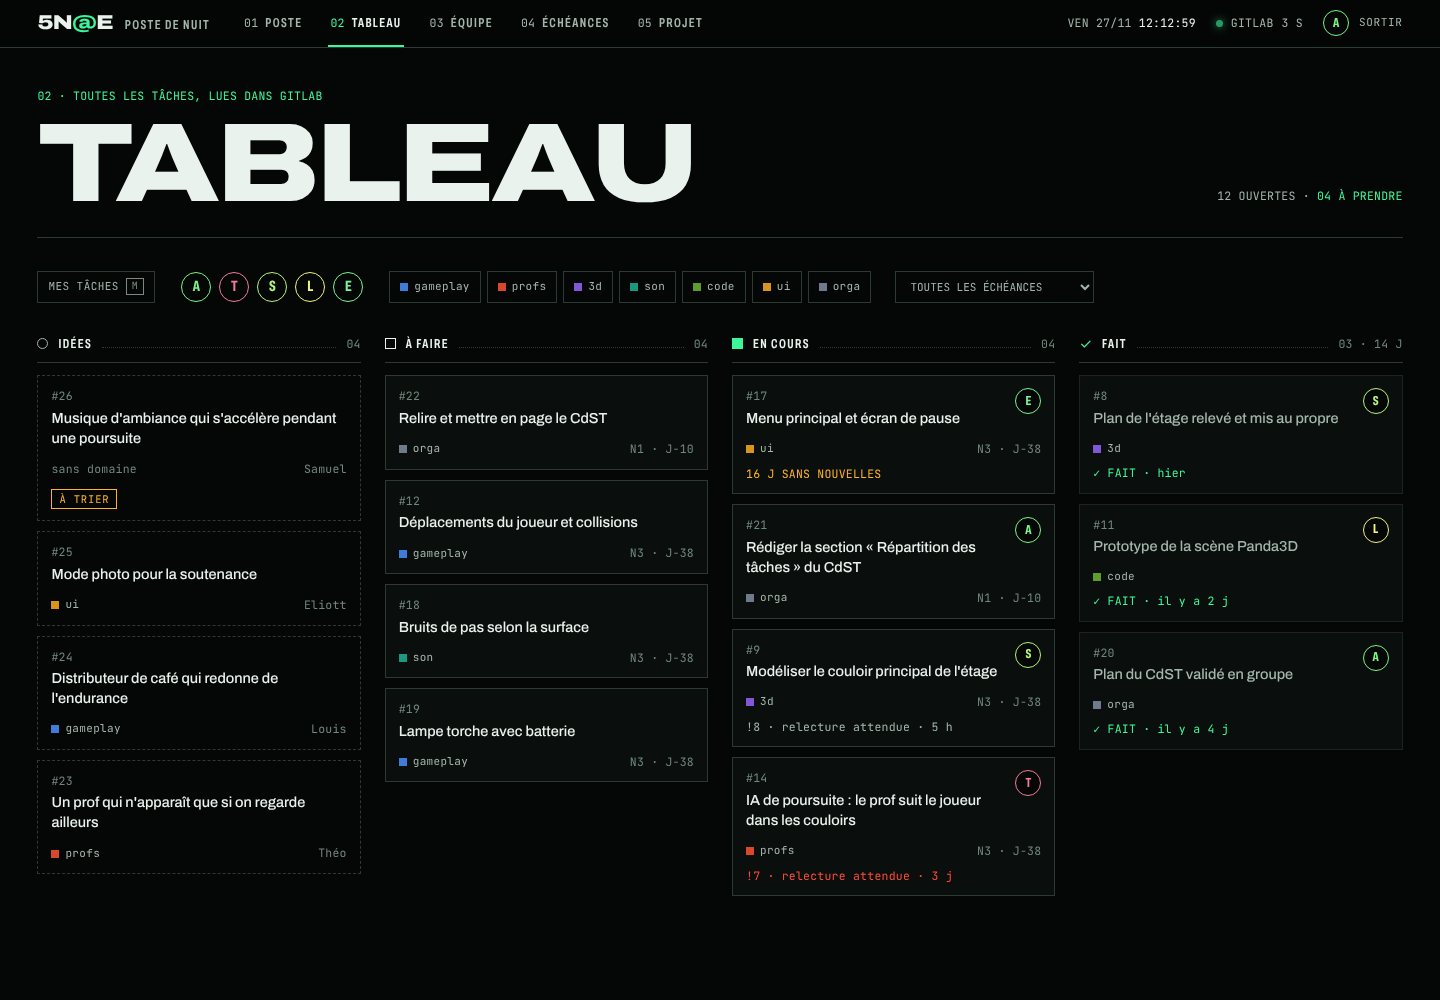 5N@E POSTE DE NUIT 01 POSTE 02 TABLEAU 03 ÉQUIPE 04 ÉCHÉANCES 05 PROJET VEN 27/11 12:12:59 GITLAB 3 S A SORTIR
02 · TOUTES LES TÂCHES, LUES DANS GITLAB
TABLEAU
12 OUVERTES · 04 À PRENDRE
MES TÂCHES M A T S L E gameplay profs 3d son code ui orga TOUTES LES ÉCHÉANCES
IDÉES 04
#26
Musique d'ambiance qui s'accélère pendant
une poursuite
sans domaine Samuel
À TRIER
#25
Mode photo pour la soutenance
ui Eliott
#24
Distributeur de café qui redonne de
l'endurance
gameplay Louis
#23
Un prof qui n'apparaît que si on regarde
ailleurs
profs Théo
À FAIRE 04
#22
Relire et mettre en page le CdST
orga N1 · J-10
#12
Déplacements du joueur et collisions
gameplay N3 · J-38
#18
Bruits de pas selon la surface
son N3 · J-38
#19
Lampe torche avec batterie
gameplay N3 · J-38
EN COURS 04
#17 E
Menu principal et écran de pause
ui N3 · J-38
16 J SANS NOUVELLES
#21 A
Rédiger la section « Répartition des
tâches » du CdST
orga N1 · J-10
#9 S
Modéliser le couloir principal de l'étage
3d N3 · J-38
!8 · relecture attendue · 5 h
#14 T
IA de poursuite : le prof suit le joueur
dans les couloirs
profs N3 · J-38
!7 · relecture attendue · 3 j
✓ FAIT 03 · 14 J
#8 S
Plan de l'étage relevé et mis au propre
3d
✓ FAIT · hier
#11 L
Prototype de la scène Panda3D
code
✓ FAIT · il y a 2 j
#20 A
Plan du CdST validé en groupe
orga
✓ FAIT · il y a 4 j